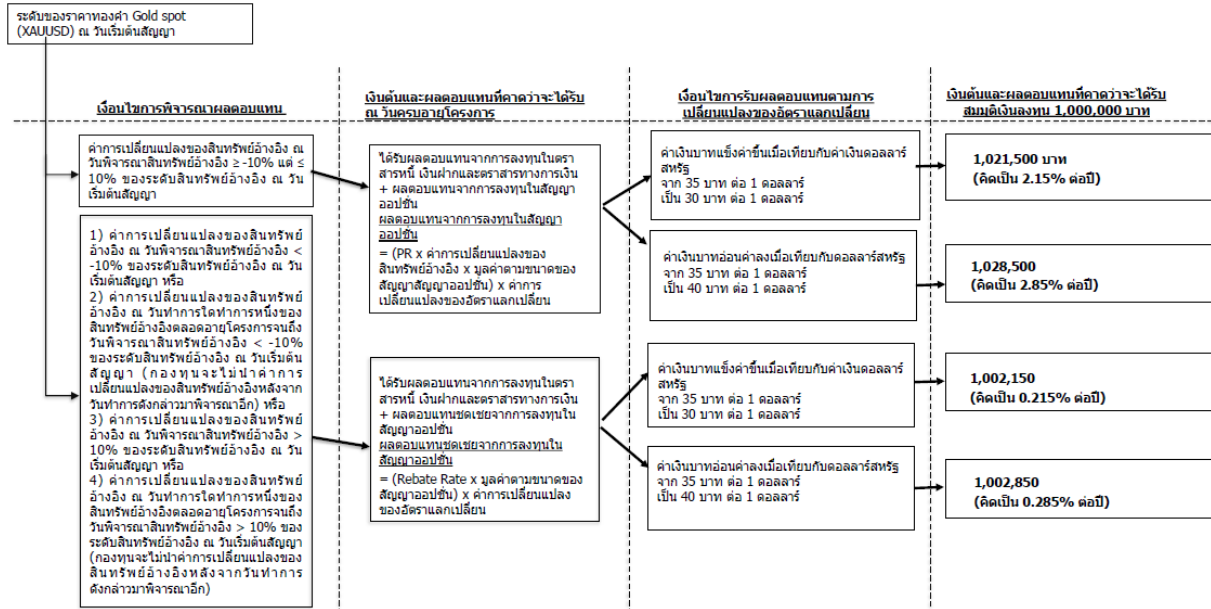 ระดับของราคาทองคำ Gold spot
(XAUUSD) ณ วันเริ่มต้นสัญญา
เงื่อนไขการพิจารณาผลตอบแทน
ค่าการเปลี่ยนแปลงของสินทรัพย์อ้างอิง ณ
วันพิจารณาสินทรัพย์อ้างอิง ≥ -10% แต่ ≤
10% ของระดับสินทรัพย์อ้างอิง ณ วัน
เริ่มต้นสัญญา
1) ค่าการเปลี่ยนแปลงของสินทรัพย์
อ้างอิง ณ วันพิจารณาสินทรัพย์อ้างอิง <
-10% ของระดับสินทรัพย์อ้างอิง ณ วัน
เริ่มต้นสัญญา หรือ
2) ค่าการเปลี่ยนแปลงของสินทรัพย์
อ้างอิง ณ วันทำการใดทำการหนึ่งของ
สินทรัพย์อ้างอิงตลอดอายุโครงการจนถึง
วันพิจารณาสินทรัพย์อ้างอิง < -10%
ของระดับสินทรัพย์อ้างอิง ณ วันเริ่มต้น
สัญญา (กองทุนจะไม่นำค่าการ
เปลี่ยนแปลงของสินทรัพย์อ้างอิงหลังจาก
วันทำการดังกล่าวมาพิจารณาอีก) หรือ
3) ค่าการเปลี่ยนแปลงของสินทรัพย์
อ้างอิง ณ วันพิจารณาสินทรัพย์อ้างอิง >
10% ของระดับสินทรัพย์อ้างอิง ณ วัน
เริ่มต้นสัญญา หรือ
4) ค่าการเปลี่ยนแปลงของสินทรัพย์
อ้างอิง ณ วันทำการใดทำการหนึ่งของ
สินทรัพย์อ้างอิงตลอดอายุโครงการจนถึง
วันพิจารณาสินทรัพย์อ้างอิง > 10% ของ
ระดับสินทรัพย์อ้างอิง ณ วันเริ่มต้นสัญญา
(กองทุนจะไม่นำค่าการเปลี่ยนแปลงของ
สินทรัพย์อ้างอิงหลังจากวันทำการ
ดังกล่าวมาพิจารณาอีก)
เงินต้นและผลตอบแทนที่คาดว่าจะได้รับ
ณ วันครบอายุโครงการ
ได้รับผลตอบแทนจากการลงทุนในตรา
สารหนี้ เงินฝากและตราสารทางการเงิน
+ ผลตอบแทนจากการลงทุนในสัญญา
ออปชั่น
ผลตอบแทนจากการลงทุนในสัญญา
ออปชั่น
= (PR x ค่าการเปลี่ยนแปลงของ
สินทรัพย์อ้างอิง x มูลค่าตามขนาดของ
สัญญาสัญญาออปชั่น) x ค่าการ
เปลี่ยนแปลงของอัตราแลกเปลี่ยน
ได้รับผลตอบแทนจากการลงทุนในตรา
สารหนี้ เงินฝากและตราสารทางการเงิน
+ ผลตอบแทนชดเชยจากการลงทุนใน
สัญญาออปชั่น
ผลตอบแทนชดเชยจากการลงทุนใน
สัญญาออปชั่น
= (Rebate Rate x มูลค่าตามขนาดของ
สัญญาออปชั่น) x ค่าการเปลี่ยนแปลง
ของอัตราแลกเปลี่ยน
เงื่อนไขการรับผลตอบแทนตามการ
เปลี่ยนแปลงของอัตราแลกเปลี่ยน
ค่าเงินบาทแข็งค่าขึ้นเมื่อเทียบกับค่าเงินดอลลาร์
สหรัฐ
จาก 35 บาท ต่อ 1 ดอลลาร์
เป็น 30 บาท ต่อ 1 ดอลลาร์
ค่าเงินบาทอ่อนค่าลงเมื่อเทียบกับดอลลาร์สหรัฐ
จาก 35 บาท ต่อ 1 ดอลลาร์
เป็น 40 บาท ต่อ 1 ดอลลาร์
ค่าเงินบาทแข็งค่าขึ้นเมื่อเทียบกับค่าเงินดอลลาร์
สหรัฐ
จาก 35 บาท ต่อ 1 ดอลลาร์
เป็น 30 บาท ต่อ 1 ดอลลาร์
ค่าเงินบาทอ่อนค่าลงเมื่อเทียบกับดอลลาร์สหรัฐ
จาก 35 บาท ต่อ 1 ดอลลาร์
เป็น 40 บาท ต่อ 1 ดอลลาร์
เงินต้นและผลตอบแทนที่คาดว่าจะได้รับ
สมมุติเงินลงทุน 1,000,000 บาท
1,021,500 บาท
(คิดเป็น 2.15% ต่อปี)
1,028,500
(คิดเป็น 2.85% ต่อปี)
1,002,150
(คิดเป็น 0.215% ต่อปี)
1,002,850
(คิดเป็น 0.285% ต่อปี)